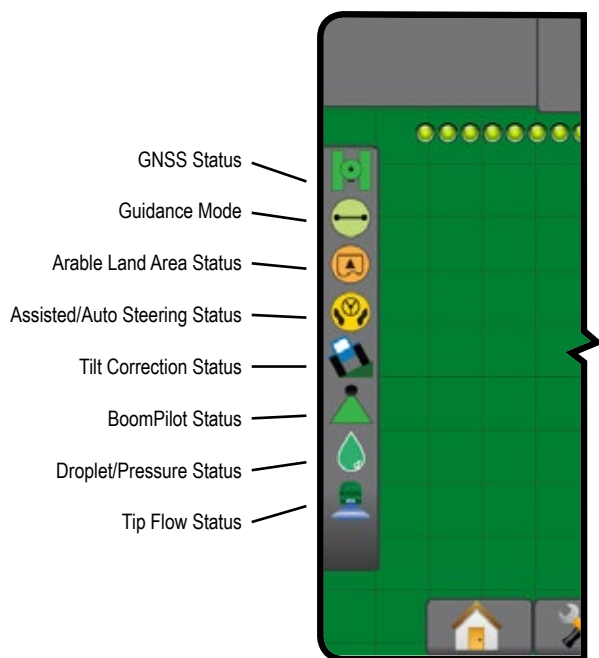 GNSS Status
Guidance Mode
Arable Land Area Status
Assisted/Auto Steering Status
Tilt Correction Status
BoomPilot Status
Droplet/Pressure Status
Tip Flow Status